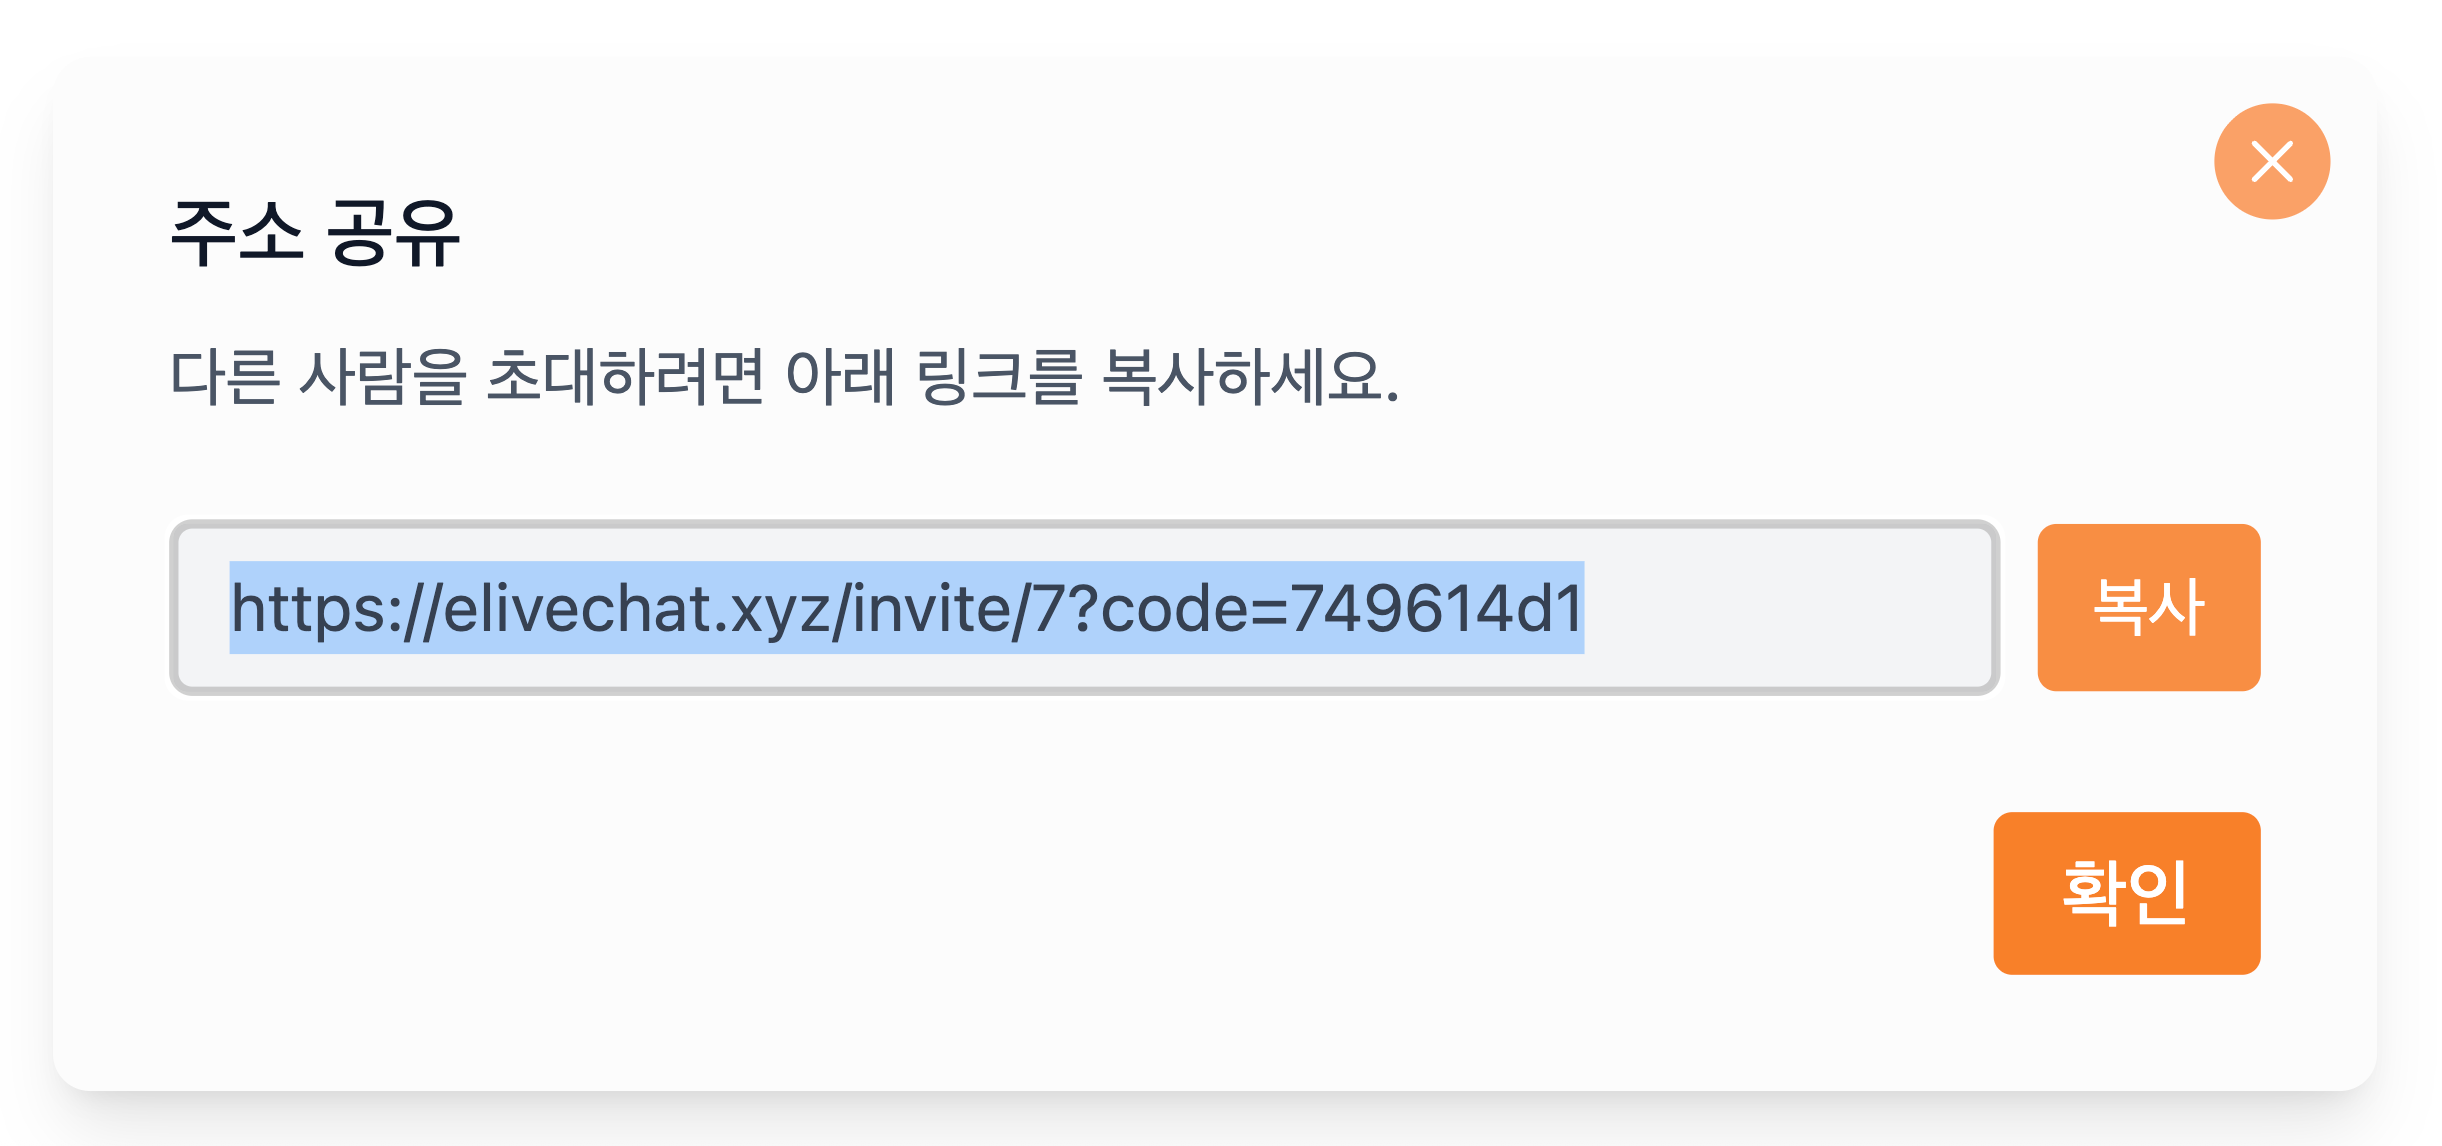 주소 공유
다른 사람을 초대하려면 아래 링크를 복사하세요.
https://elivechat.xyz/invite/7?code=749614d1
복사
확인